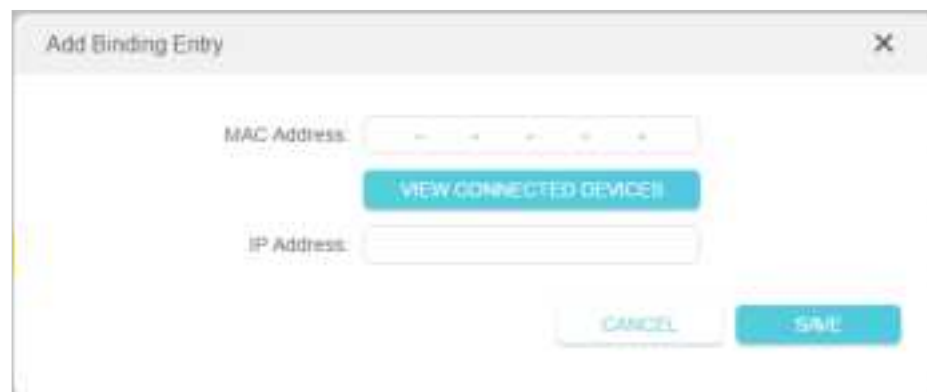 Add Binding Entry ×
MAC Address: - - - - -
VIEW CONNECTED DEVICES
IP Address:
CANCEL SAVE